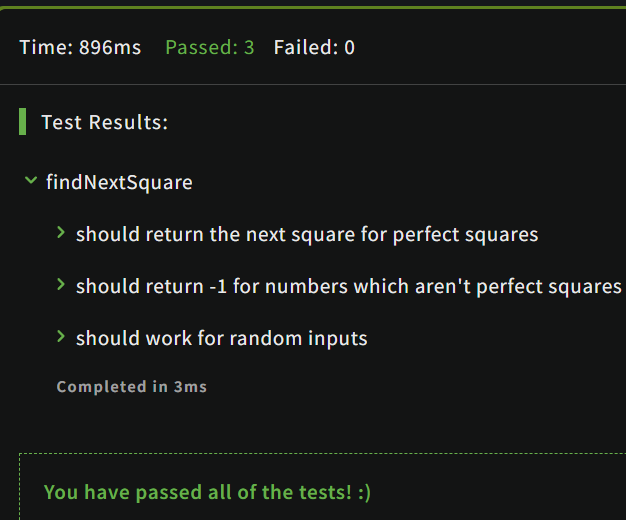 Time: 896ms Passed: 3 Failed: 0
Test Results:
findNextSquare
should return the next square for perfect squares
should return -1 for numbers which aren't perfect squares
should work for random inputs
Completed in 3ms
You have passed all of the tests! :)